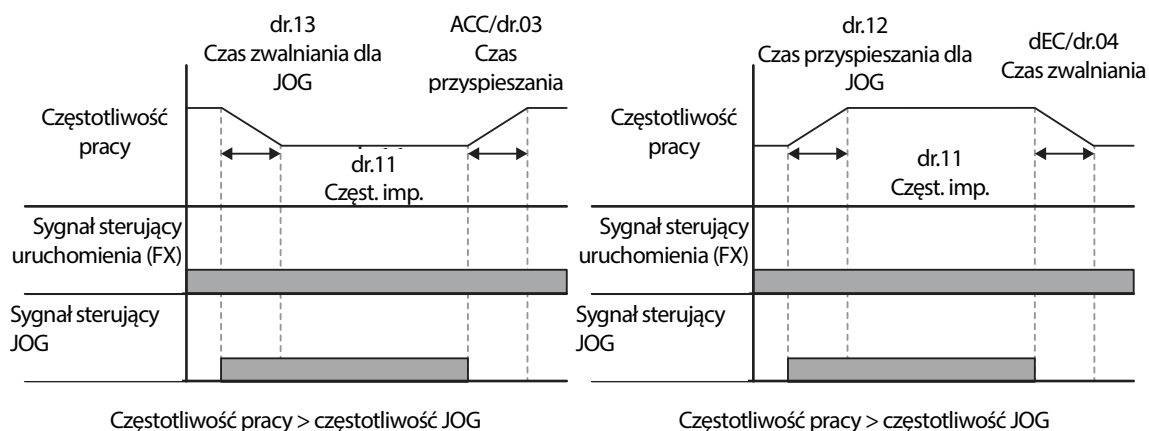 dr.13
Czas zwalniania dla
JOG
ACC/dr.03
Czas
przyspieszania
Częstotliwość
pracy
dr.11
Częst. imp.
Sygnał sterujący
uruchomienia (FX)
Sygnał sterujący
JOG
Częstotliwość pracy > częstotliwość JOG
dr.12
Czas przyspieszania dla
JOG
dEC/dr.04
Czas zwalniania
Częstotliwość
pracy
dr.11
Częst. imp.
Sygnał sterujący
uruchomienia (FX)
Sygnał sterujący
JOG
Częstotliwość pracy > częstotliwość JOG